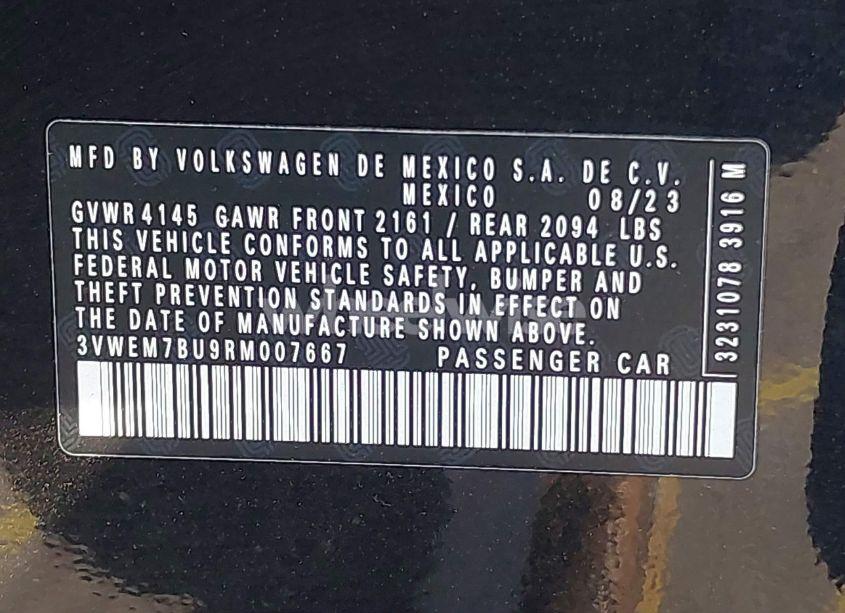 MFD BY VOLKSWAGEN DE MEXICO S.A. DE C.V.
MEXICO 08/23
GVWR 4145 GAWR FRONT 2161 / REAR 2094 LBS
THIS VEHICLE CONFORMS TO ALL APPLICABLE U.S.
FEDERAL MOTOR VEHICLE SAFETY, BUMPER AND
THEFT PREVENTION STANDARDS IN EFFECT ON
THE DATE OF MANUFACTURE SHOWN ABOVE.
3VWEM7BU9RM007667 PASSENGER CAR
3231078 3916 M